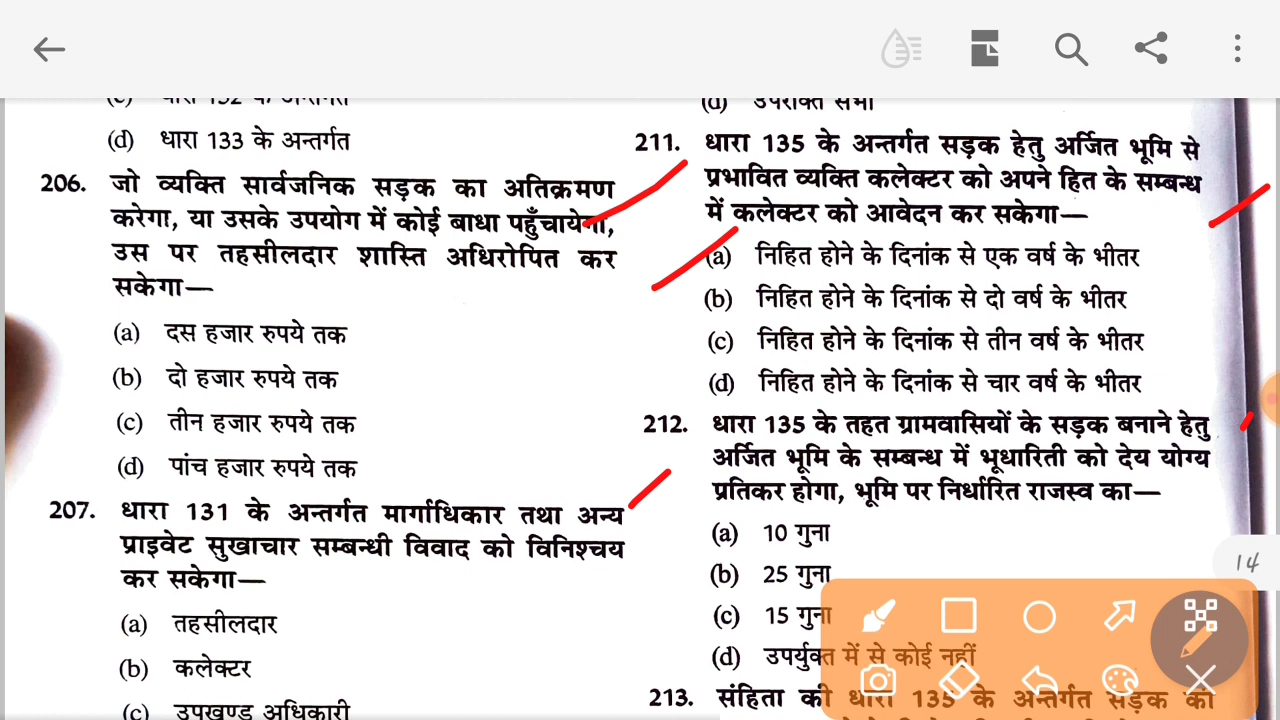 (d) धारा 133 के अन्तर्गत
206. जो व्यक्ति सार्वजनिक सड़क का अतिक्रमण
करेगा, या उसके उपयोग में कोई बाधा पहुँचायेगा,
उस पर तहसीलदार शास्ति अधिरोपित कर
सकेगा—
(a) दस हजार रुपये तक
(b) दो हजार रुपये तक
(c) तीन हजार रुपये तक
(d) पांच हजार रुपये तक
207. धारा 131 के अन्तर्गत मार्गाधिकार तथा अन्य
प्राइवेट सुखाचार सम्बन्धी विवाद को विनिश्चय
कर सकेगा—
(a) तहसीलदार
(b) कलेक्टर
(c) उपखण्ड अधिकारी
(d) उपरोक्त सभी
211. धारा 135 के अन्तर्गत सड़क हेतु अर्जित भूमि से
प्रभावित व्यक्ति कलेक्टर को अपने हित के सम्बन्ध
में कलेक्टर को आवेदन कर सकेगा—
(a) निहित होने के दिनांक से एक वर्ष के भीतर
(b) निहित होने के दिनांक से दो वर्ष के भीतर
(c) निहित होने के दिनांक से तीन वर्ष के भीतर
(d) निहित होने के दिनांक से चार वर्ष के भीतर
212. धारा 135 के तहत ग्रामवासियों के सड़क बनाने हेतु
अर्जित भूमि के सम्बन्ध में भूधारिती को देय योग्य
प्रतिकर होगा, भूमि पर निर्धारित राजस्व का—
(a) 10 गुना
(b) 25 गुना
(c) 15 गुना
(d) उपर्युक्त में से कोई नहीं
213. संहिता की धारा 135 के अन्तर्गत सड़क को
14